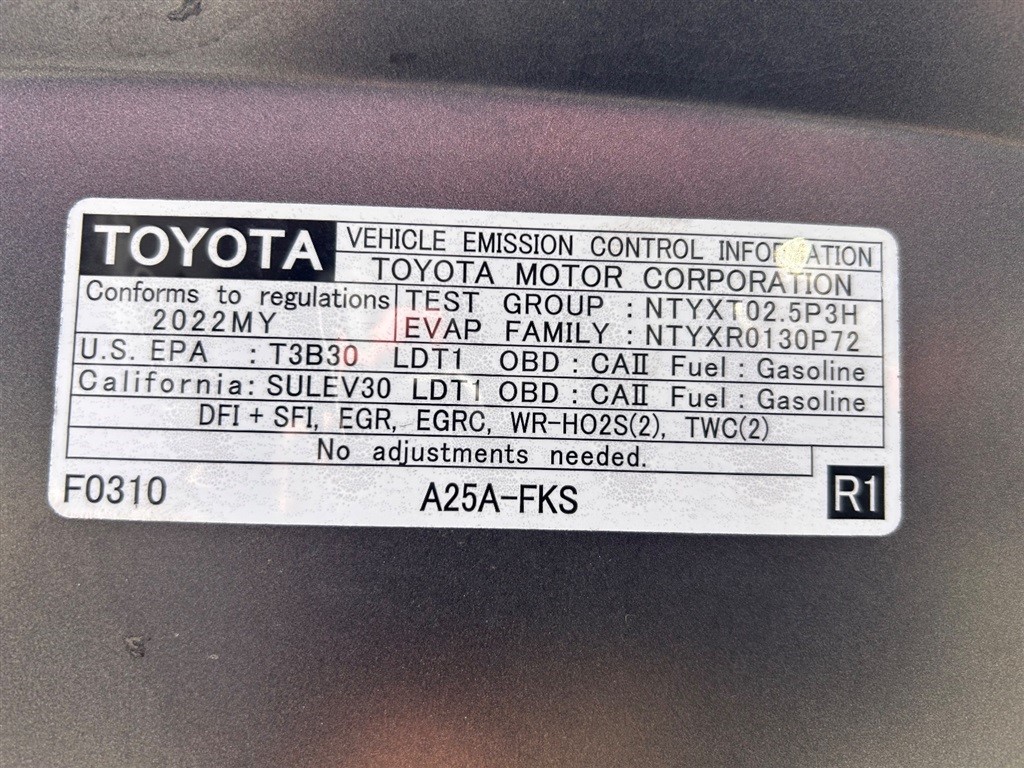 TOYOTA VEHICLE EMISSION CONTROL INFORMATION
TOYOTA MOTOR CORPORATION
Conforms to regulations
2022MY
TEST GROUP : NTYXT02.5P3H
EVAP FAMILY : NTYXR0130P72
U.S. EPA : T3B30 LDT1 OBD : CAⅡ Fuel : Gasoline
California: SULEV30 LDT1 OBD : CAⅡ Fuel : Gasoline
DFI + SFI, EGR, EGRC, WR-HO2S(2), TWC(2)
No adjustments needed.
F0310 A25A-FKS R1